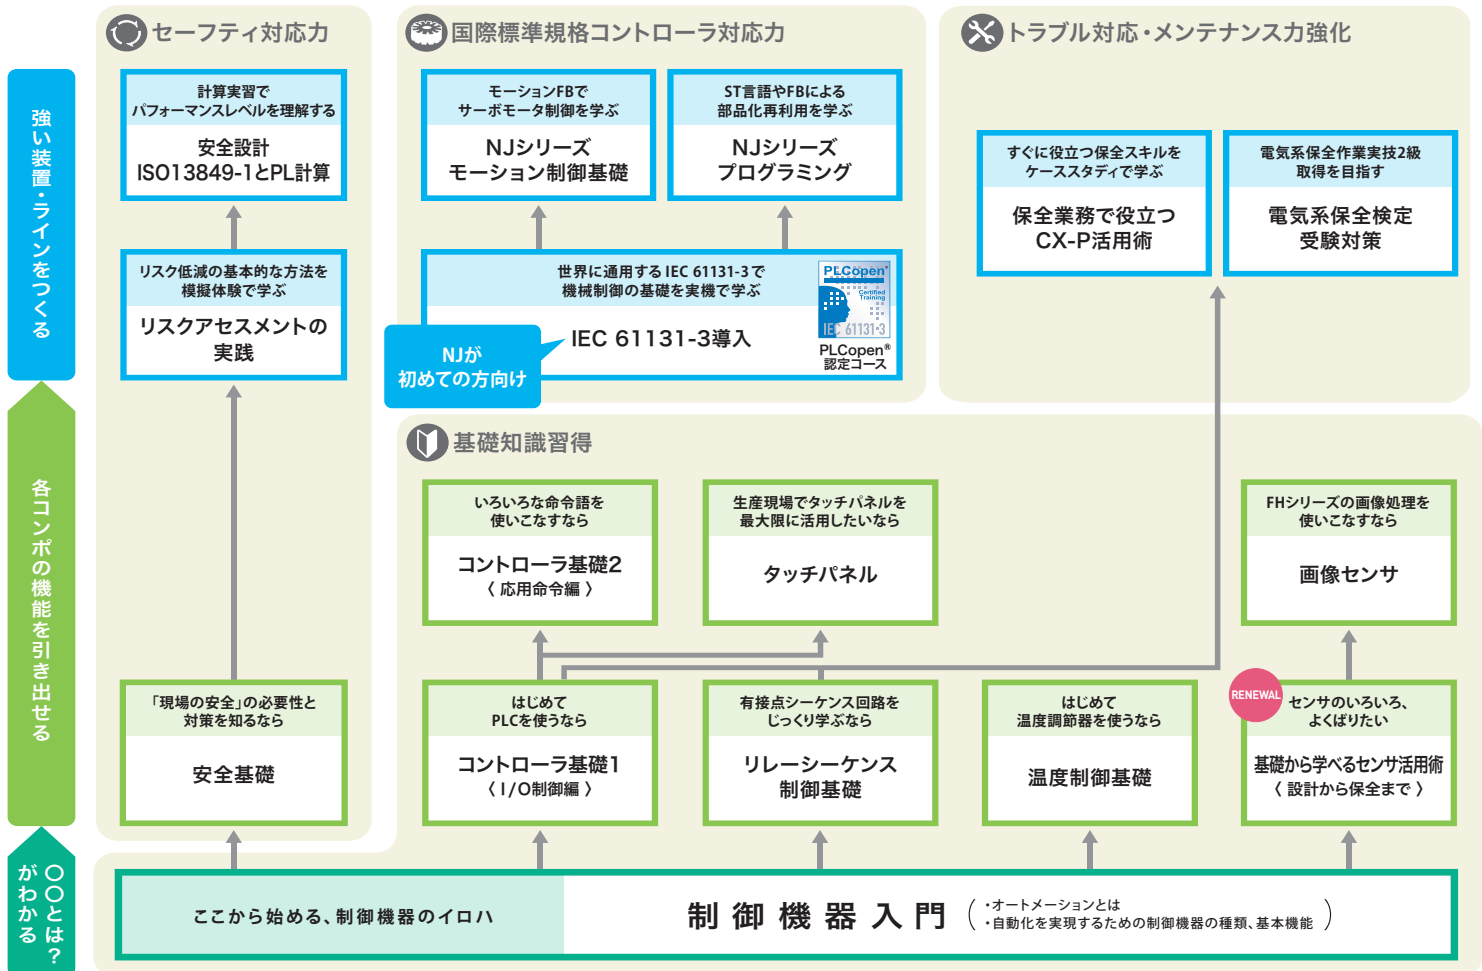 強い装置・ラインをつくる
各コンポの機能を引き出せる
〇〇とは?
がわかる
セーフティ対応力
計算実習で
パフォーマンスレベルを理解する
安全設計
ISO13849-1とPL計算
リスク低減の基本的な方法を
模擬体験で学ぶ
リスクアセスメントの
実践
「現場の安全」の必要性と
対策を知るなら
安全基礎
国際標準規格コントローラ対応力
モーションFBで
サーボモータ制御を学ぶ
NJシリーズ
モーション制御基礎
ST言語やFBによる
部品化再利用を学ぶ
NJシリーズ
プログラミング
世界に通用する IEC 61131-3で
機械制御の基礎を実機で学ぶ
IEC 61131-3導入
NJが
初めての方向け
PLCopen®
Certified
Training
IEC 61131-3
PLCopen®
認定コース
トラブル対応・メンテナンス力強化
すぐに役立つ保全スキルを
ケーススタディで学ぶ
保全業務で役立つ
CX-P活用術
電気系保全作業実技2級
取得を目指す
電気系保全検定
受験対策
基礎知識習得
いろいろな命令語を
使いこなすなら
コントローラ基礎2
〈 応用命令編 〉
生産現場でタッチパネルを
最大限に活用したいなら
タッチパネル
FHシリーズの画像処理を
使いこなすなら
画像センサ
はじめて
PLCを使うなら
コントローラ基礎1
〈 I/O制御編 〉
有接点シーケンス回路を
じっくり学ぶなら
リレーシーケンス
制御基礎
はじめて
温度調節器を使うなら
温度制御基礎
RENEWAL
センサのいろいろ、
よくばりたい
基礎から学べるセンサ活用術
〈 設計から保全まで 〉
ここから始める、制御機器のイロハ
制御機器入門
・オートメーションとは
・自動化を実現するための制御機器の種類、基本機能